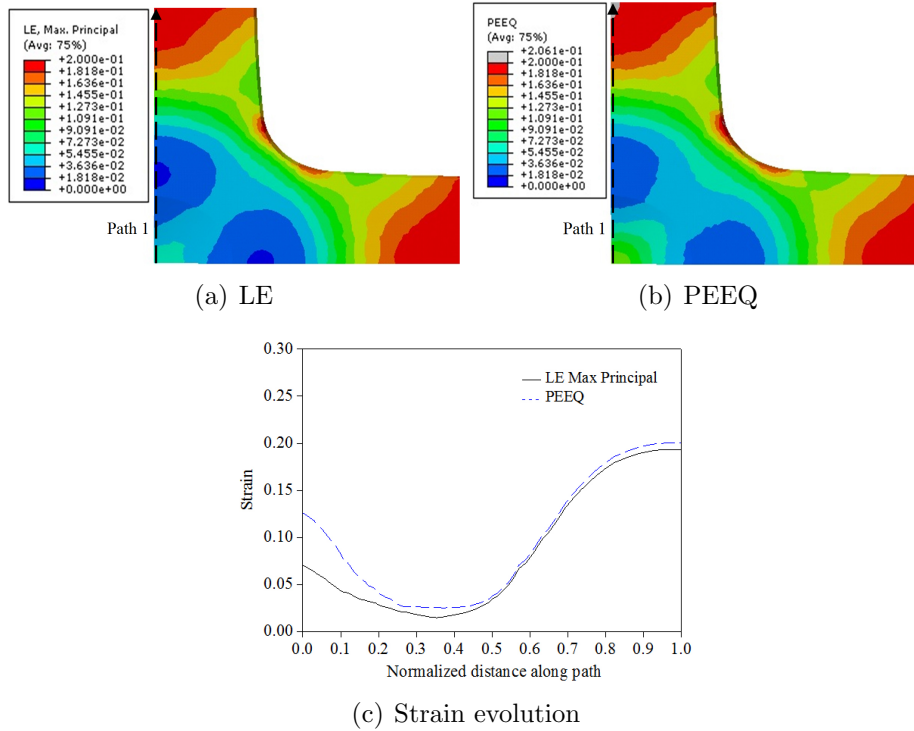 LE, Max. Principal
(Avg: 75%)
+2.000e-01
+1.818e-01
+1.636e-01
+1.455e-01
+1.273e-01
+1.091e-01
+9.091e-02
+7.273e-02
+5.455e-02
+3.636e-02
+1.818e-02
+0.000e+00
Path 1
(a) LE
PEEQ
(Avg: 75%)
+2.061e-01
+2.000e-01
+1.818e-01
+1.636e-01
+1.455e-01
+1.273e-01
+1.091e-01
+9.091e-02
+7.273e-02
+5.455e-02
+3.636e-02
+1.818e-02
+0.000e+00
Path 1
(b) PEEQ
0.30
0.25
0.20
0.15
0.10
0.05
0.00
Strain
LE Max Principal
PEEQ
0.0 0.1 0.2 0.3 0.4 0.5 0.6 0.7 0.8 0.9 1.0
Normalized distance along path
(c) Strain evolution